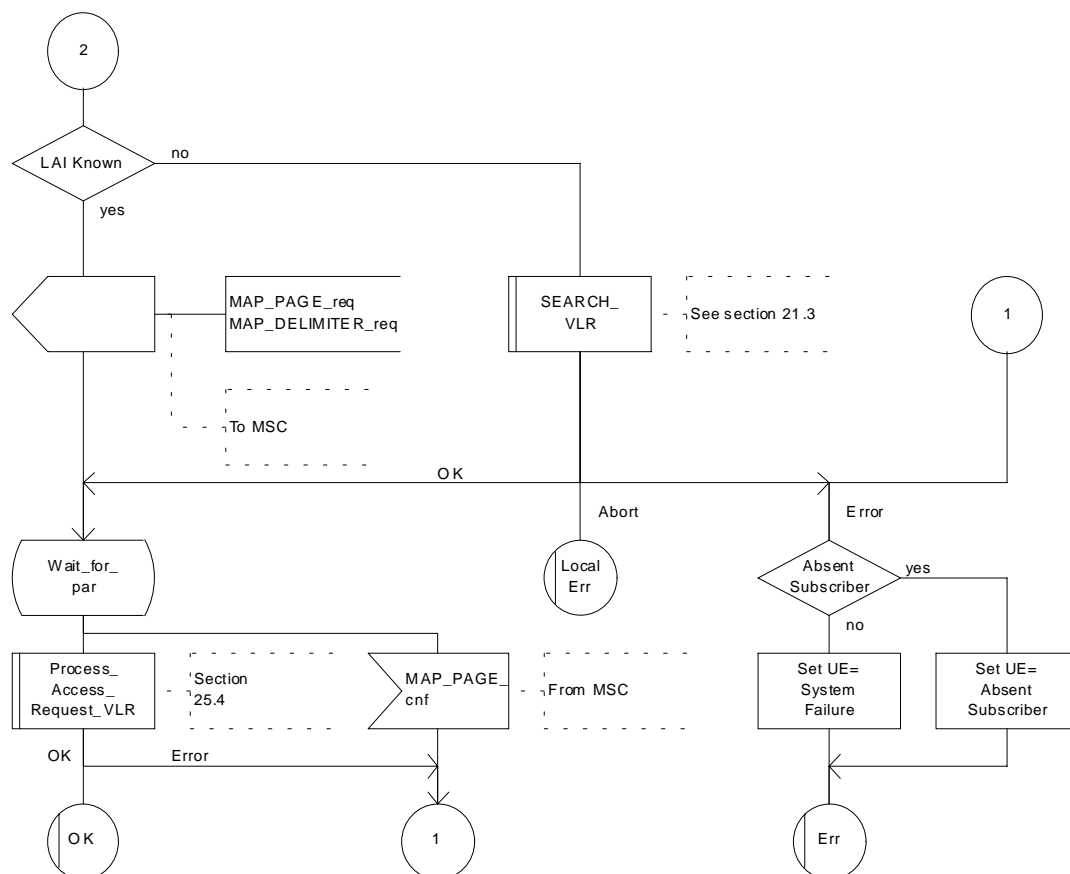 2
LAI Known
no
yes
MAP_PAGE_req
MAP_DELIMITER_req
SEARCH_
VLR
See section 21.3
1
To MSC
OK
Abort
Error
Wait_for_
par
Local
Err
Absent
Subscriber
yes
no
Process_
Access_
Request_VLR
Section
25.4
MAP_PAGE_
cnf
From MSC
Set UE=
System
Failure
Set UE=
Absent
Subscriber
OK
Error
OK
1
Err